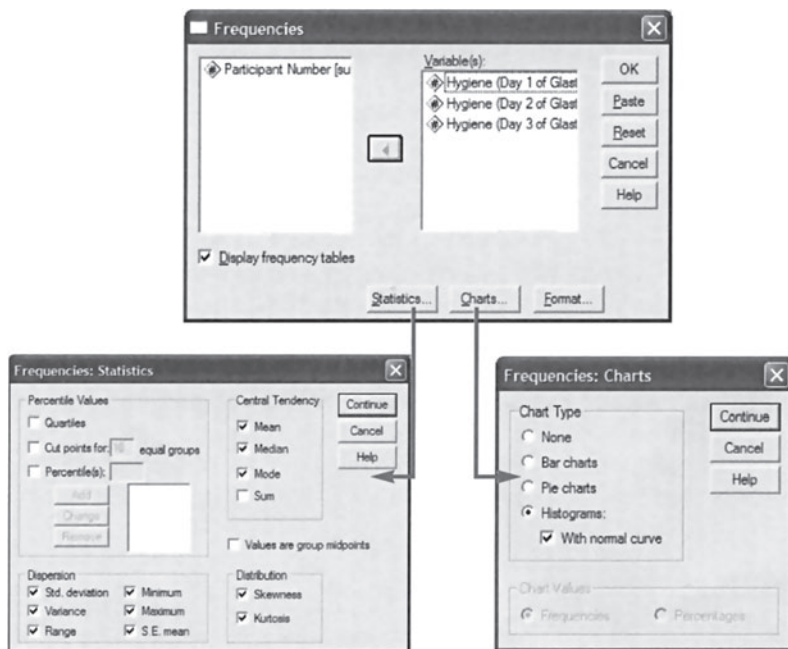 Frequencies
Participant Number [su
Variable(s):
Hygiene (Day 1 of Glast
Hygiene (Day 2 of Glast
Hygiene (Day 3 of Glast
OK
Paste
Reset
Cancel
Help
Display frequency tables
Statistics...
Charts...
Format...
Frequencies: Statistics
Percentile Values
Quartiles
Cut points for: 10 equal groups
Percentile(s):
Add
Change
Remove
Central Tendency
Mean
Median
Mode
Sum
Continue
Cancel
Help
Values are group midpoints
Dispersion
Std. deviation
Minimum
Variance
Maximum
Range
S.E. mean
Distribution
Skewness
Kurtosis
Frequencies: Charts
Chart Type
None
Bar charts
Pie charts
Histograms:
With normal curve
Continue
Cancel
Help
Chart Values
Frequencies
Percentages